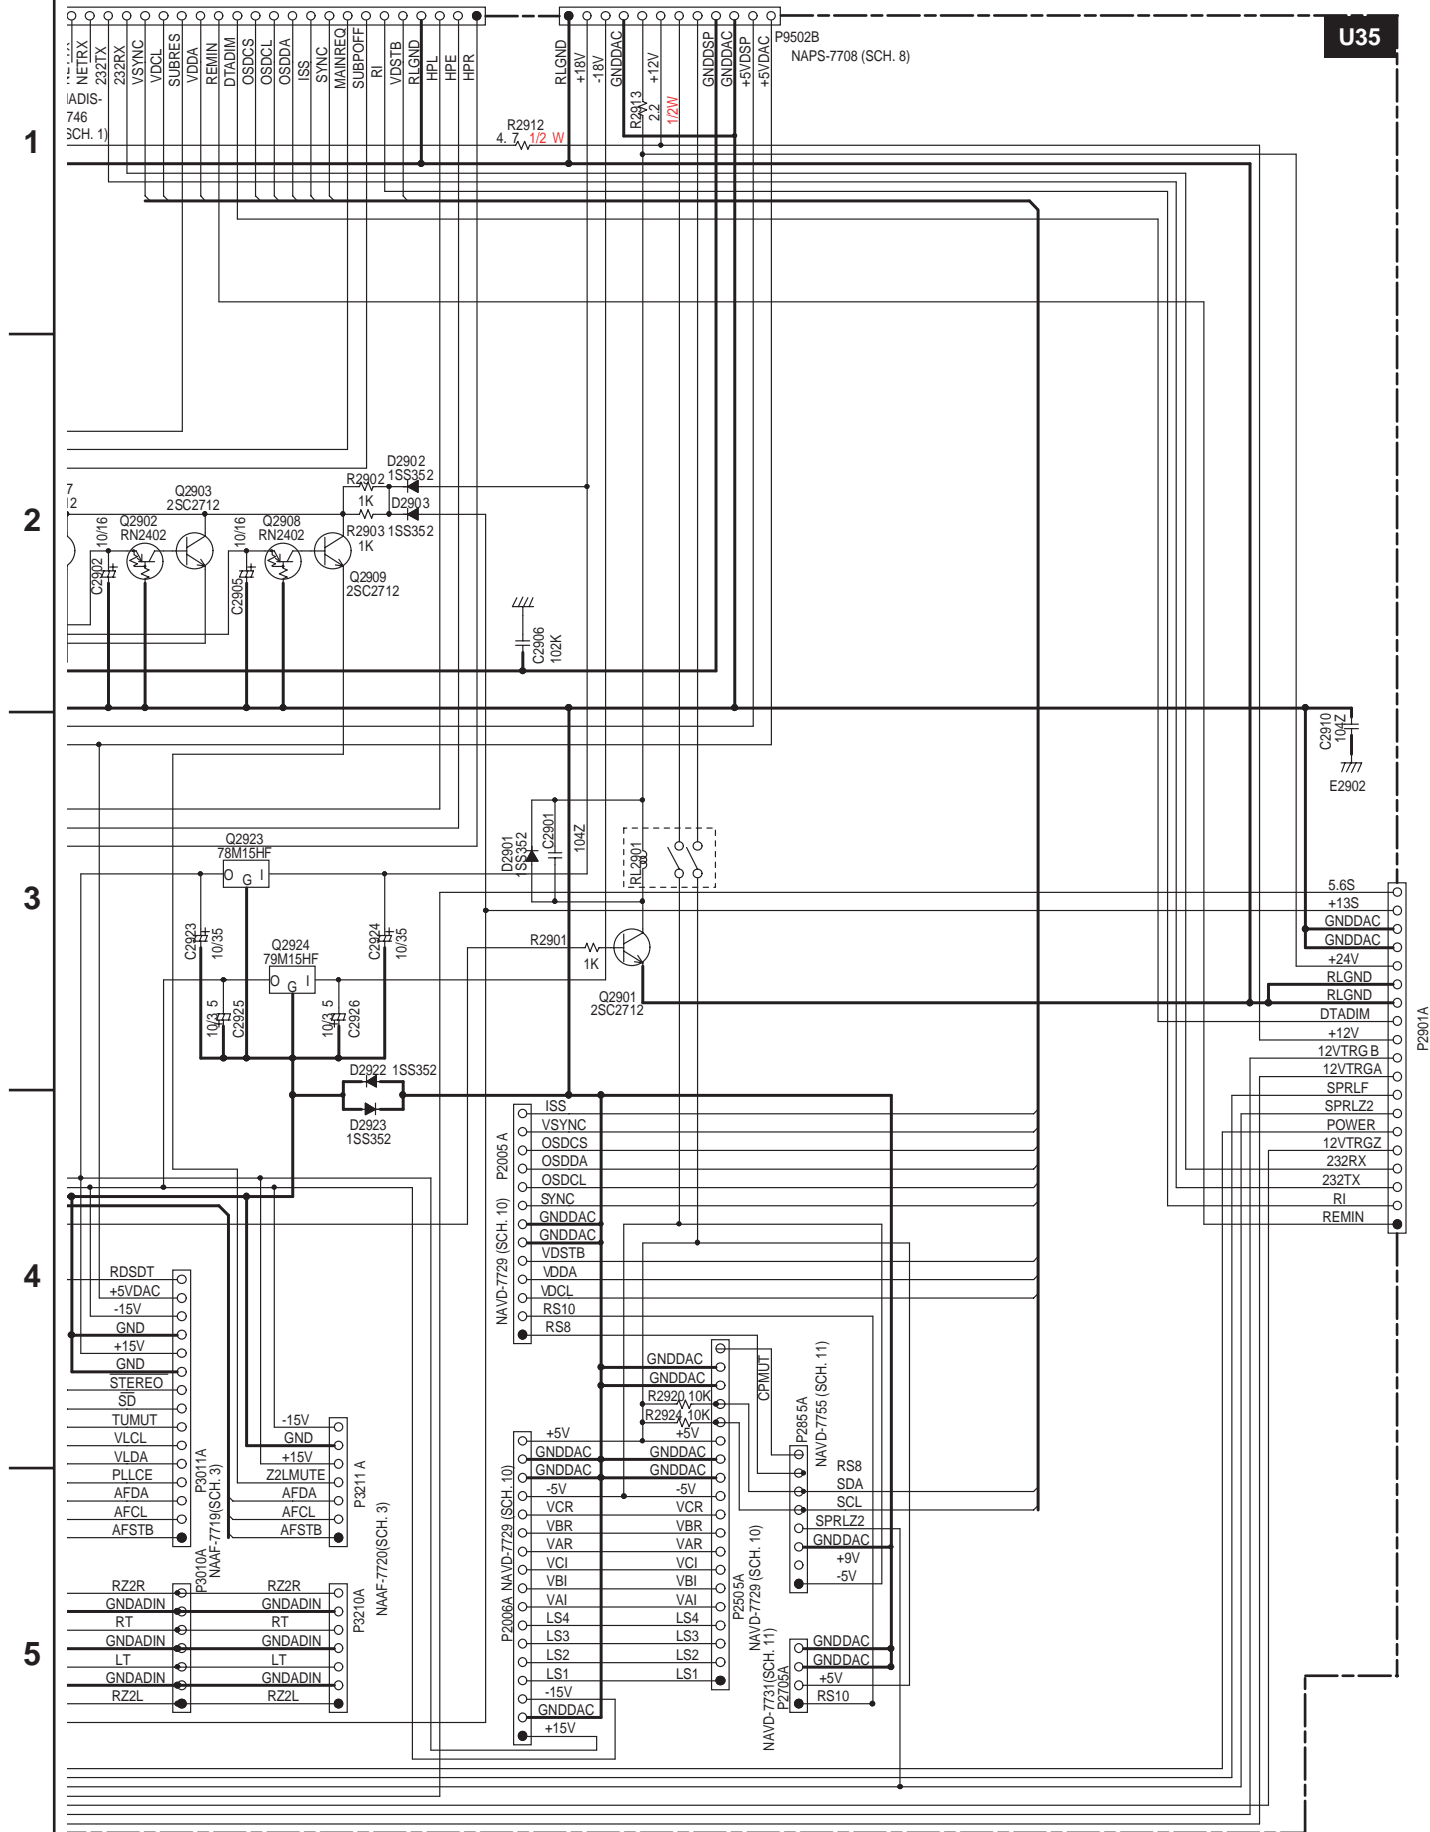 NETRX
232TX
232RX
VSYNC
VDCL
SUBRES
VDDA
REMIN
DTADIM
OSDCS
OSDCL
OSDDA
ISS
SYNC
MAINREQ
SUBPOFF
RI
VDSTB
RLGND
HPL
HPE
HPR
RLGND
+18V
-18V
GNDDAC
+12V
GNDDSP
GNDDAC
+5VDSP
+5VDAC
P9502B
NAPS-7708 (SCH. 8)
U35
IADIS-
746
SCH. 1)
1
R2912
4. 7 1/2 W
R2913
2.2
1/2W
2
7
12
Q2903
2SC2712
Q2902
RN2402
10/16
C2902
Q2908
RN2402
10/16
C2905
R2902
1K
R2903
1K
D2902
1SS352
D2903
1SS352
Q2909
2SC2712
C2906
102K
C2910
104Z
E2902
3
Q2923
78M15HF
O G I
C2923
10/35
C2924
10/35
Q2924
79M15HF
O G I
10/3 5
C2925
10/3 5
C2926
D2901
1SS352
C2901
104Z
RL2901
R2901
1K
Q2901
2SC2712
D2922 1SS352
D2923
1SS352
5.6S
+13S
GNDDAC
GNDDAC
+24V
RLGND
RLGND
DTADIM
+12V
12VTRG B
12VTRGA
SPRLF
SPRLZ2
POWER
12VTRGZ
232RX
232TX
RI
REMIN
P2901A
4
P2005 A
NAVD-7729 (SCH. 10)
ISS
VSYNC
OSDCS
OSDDA
OSDCL
SYNC
GNDDAC
GNDDAC
VDSTB
VDDA
VDCL
RS10
RS8
RDSDT
+5VDAC
-15V
GND
+15V
GND
STEREO
SD
TUMUT
VLCL
VLDA
PLLCE
AFDA
AFCL
AFSTB
P3011A
NAAF-7719(SCH. 3)
-15V
GND
+15V
Z2LMUTE
AFDA
AFCL
AFSTB
P3211 A
NAAF-7720(SCH. 3)
5
RZ2R
GNDADIN
RT
GNDADIN
LT
GNDADIN
RZ2L
P3010A
RZ2R
GNDADIN
RT
GNDADIN
LT
GNDADIN
RZ2L
P3210A
+5V
GNDDAC
GNDDAC
-5V
VCR
VBR
VAR
VCI
VBI
VAI
LS4
LS3
LS2
LS1
-15V
GNDDAC
+15V
P2006A NAVD-7729 (SCH. 10)
CPMUT
GNDDAC
GNDDAC
R2920 10K
R2924 10K
+5V
GNDDAC
GNDDAC
-5V
VCR
VBR
VAR
VCI
VBI
VAI
LS4
LS3
LS2
LS1
P250 5A
NAVD-7729 (SCH. 10)
P285 5A
NAVD-7755 (SCH. 11)
RS8
SDA
SCL
SPRLZ2
GNDDAC
+9V
-5V
GNDDAC
GNDDAC
+5V
RS10
P2705A
NAVD-7731(SCH. 11)